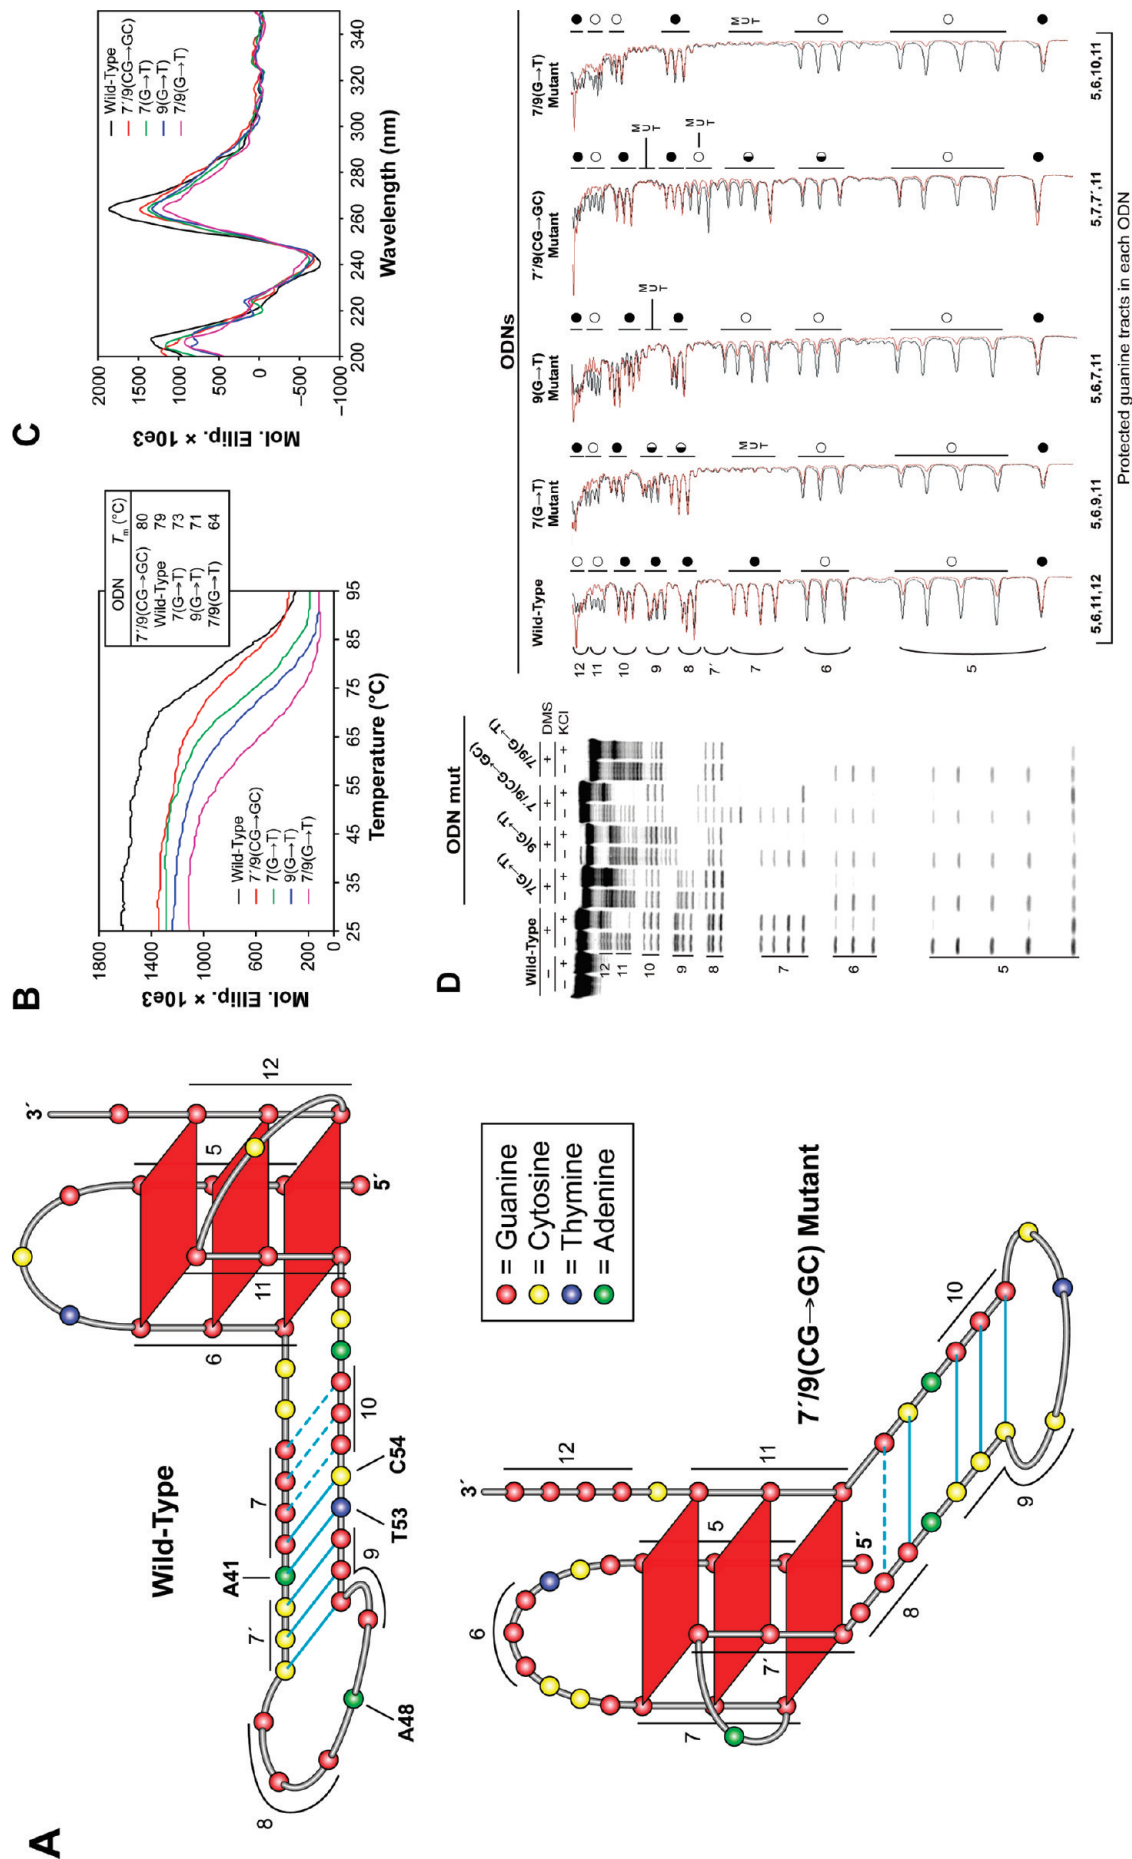 A
Wild-Type
3´
5´
5
6
11
12
7
7´
8
9
10
A41
A48
T53
C54
= Guanine
= Cytosine
= Thymine
= Adenine
7´/9(CG→GC) Mutant
3´
5´
5
6
7
7´
8
9
10
11
12
B
Mol. Ellip. × 10e3
1800
1400
1000
600
200
0
25
35
45
55
65
75
85
95
Temperature (°C)
Wild-Type
7´/9(CG→GC)
7(G→T)
9(G→T)
7/9(G→T)
ODN Tm (°C)
7´/9(CG→GC) 80
Wild-Type 79
7(G→T) 73
9(G→T) 71
7/9(G→T) 64
C
Mol. Ellip. × 10e3
2000
1500
1000
500
0
−500
−1000
200
220
240
260
280
300
320
340
Wavelength (nm)
Wild-Type
7´/9(CG→GC)
7(G→T)
9(G→T)
7/9(G→T)
D
ODN mut
Wild-Type
7(G→T)
9(G→T)
7´/9(CG→GC)
7/9(G→T)
− + + + + + DMS
− + − + − + − + − + − + KCl
12
11
10
9
8
7
6
5
ODNs
Wild-Type
7(G→T)
Mutant
9(G→T)
Mutant
7´/9(CG→GC)
Mutant
7/9(G→T)
Mutant
12
11
10
9
8
7´
7
6
5
MUT
MUT
MUT
MUT
MUT
5,6,11,12
5,6,9,11
5,6,7,11
5,7,7´,11
5,6,10,11
Protected guanine tracts in each ODN